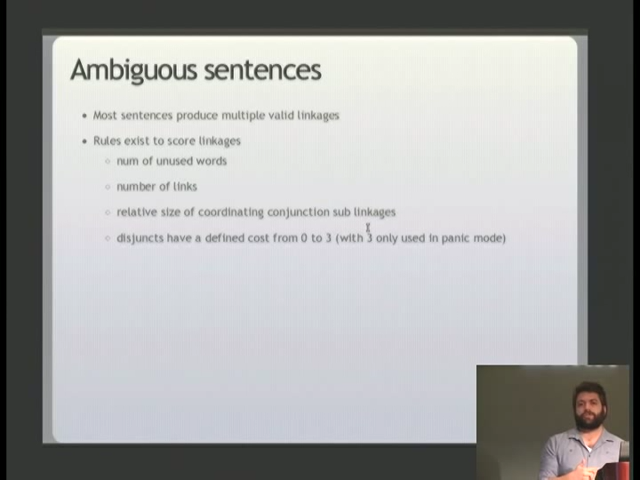 Ambiguous sentences
• Most sentences produce multiple valid linkages
• Rules exist to score linkages
○ num of unused words
○ number of links
○ relative size of coordinating conjunction sub linkages
○ disjuncts have a defined cost from 0 to 3 (with 3 only used in panic mode)